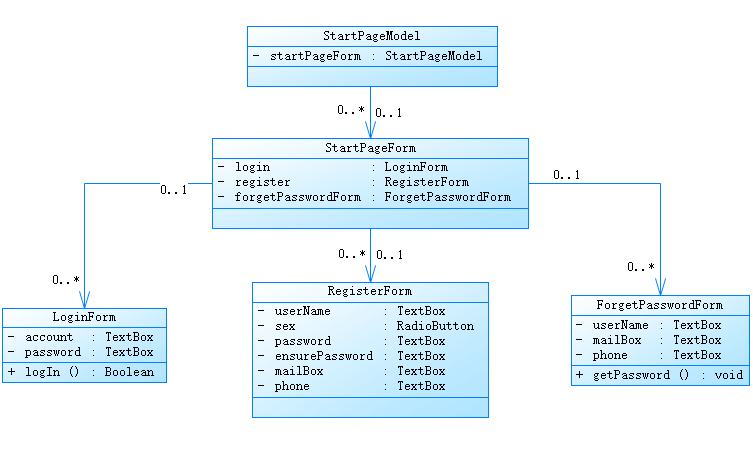 StartPageModel
- startPageForm : StartPageModel
0..* 0..1
StartPageForm
- login : LoginForm
- register : RegisterForm
- forgetPasswordForm : ForgetPasswordForm
0..1
0..1
0..* 0..1
0..*
0..*
LoginForm
- account : TextBox
- password : TextBox
+ logIn () : Boolean
RegisterForm
- userName : TextBox
- sex : RadioButton
- password : TextBox
- ensurePassword : TextBox
- mailBox : TextBox
- phone : TextBox
ForgetPasswordForm
- userName : TextBox
- mailBox : TextBox
- phone : TextBox
+ getPassword () : void